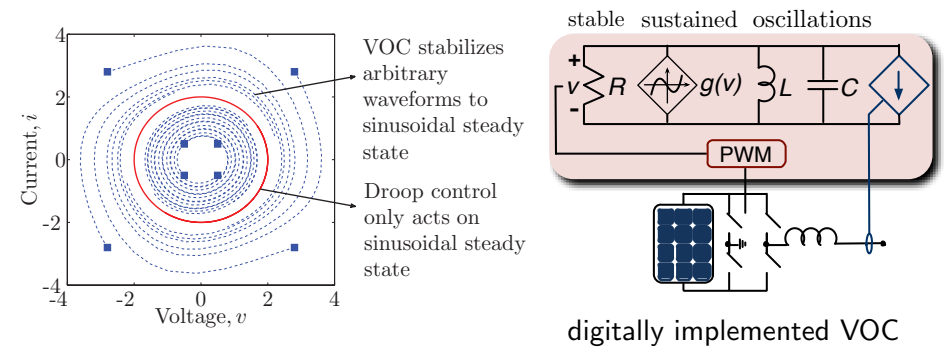 4
2
0
-2
-4
Current, i
-4
-2
0
2
4
Voltage, v
VOC stabilizes
arbitrary
waveforms to
sinusoidal steady
state
Droop control
only acts on
sinusoidal steady
state
stable sustained oscillations
+
v
-
R
g(v)
L
C
PWM
digitally implemented VOC